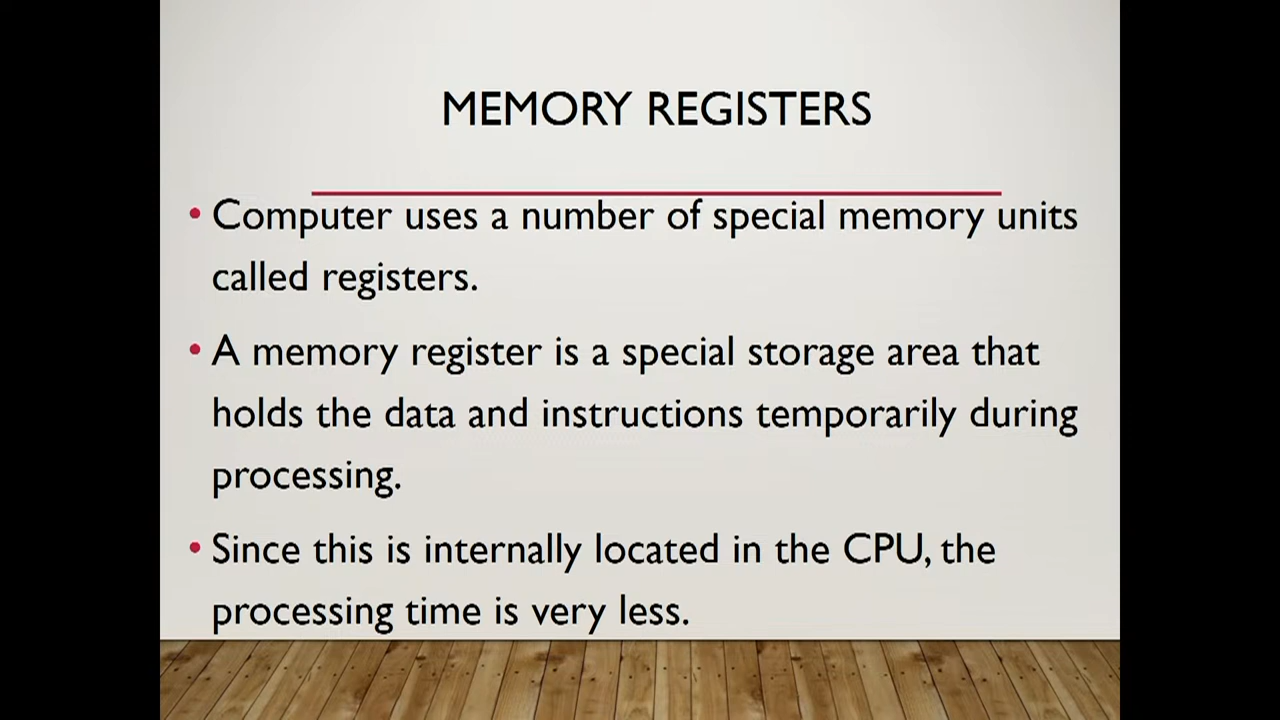 MEMORY REGISTERS
• Computer uses a number of special memory units
called registers.
• A memory register is a special storage area that
holds the data and instructions temporarily during
processing.
• Since this is internally located in the CPU, the
processing time is very less.